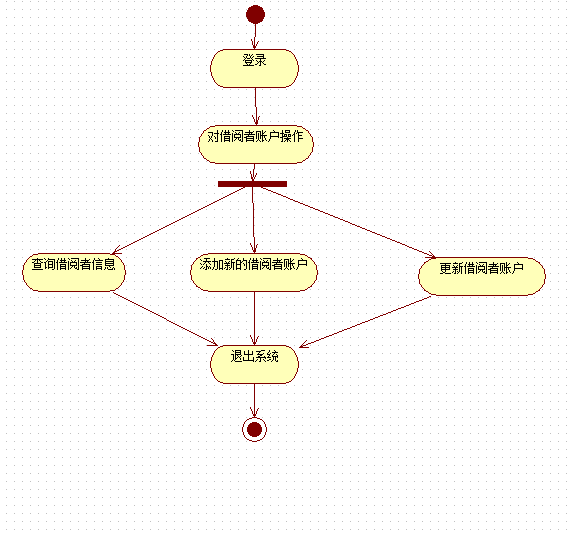 登录
对借阅者账户操作
查询借阅者信息
添加新的借阅者账户
更新借阅者账户
退出系统